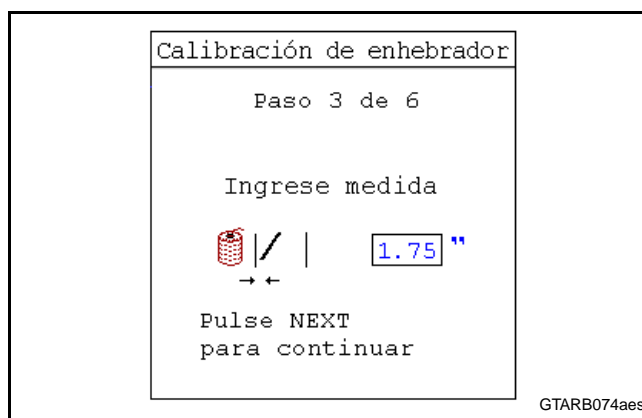 Calibración de enhebrador
Paso 3 de 6
Ingrese medida
1.75 "
Pulse NEXT
para continuar
GTARB074aes